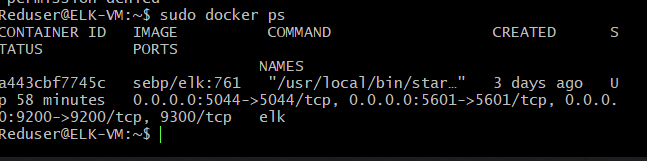 Reduser@ELK-VM:~$ sudo docker ps
CONTAINER ID   IMAGE          COMMAND                  CREATED      S
TATUS          PORTS
                              NAMES
a443cbf7745c   sebp/elk:761   "/usr/local/bin/star…"   3 days ago   U
p 58 minutes   0.0.0.0:5044->5044/tcp, 0.0.0.0:5601->5601/tcp, 0.0.0.
0:9200->9200/tcp, 9300/tcp   elk
Reduser@ELK-VM:~$